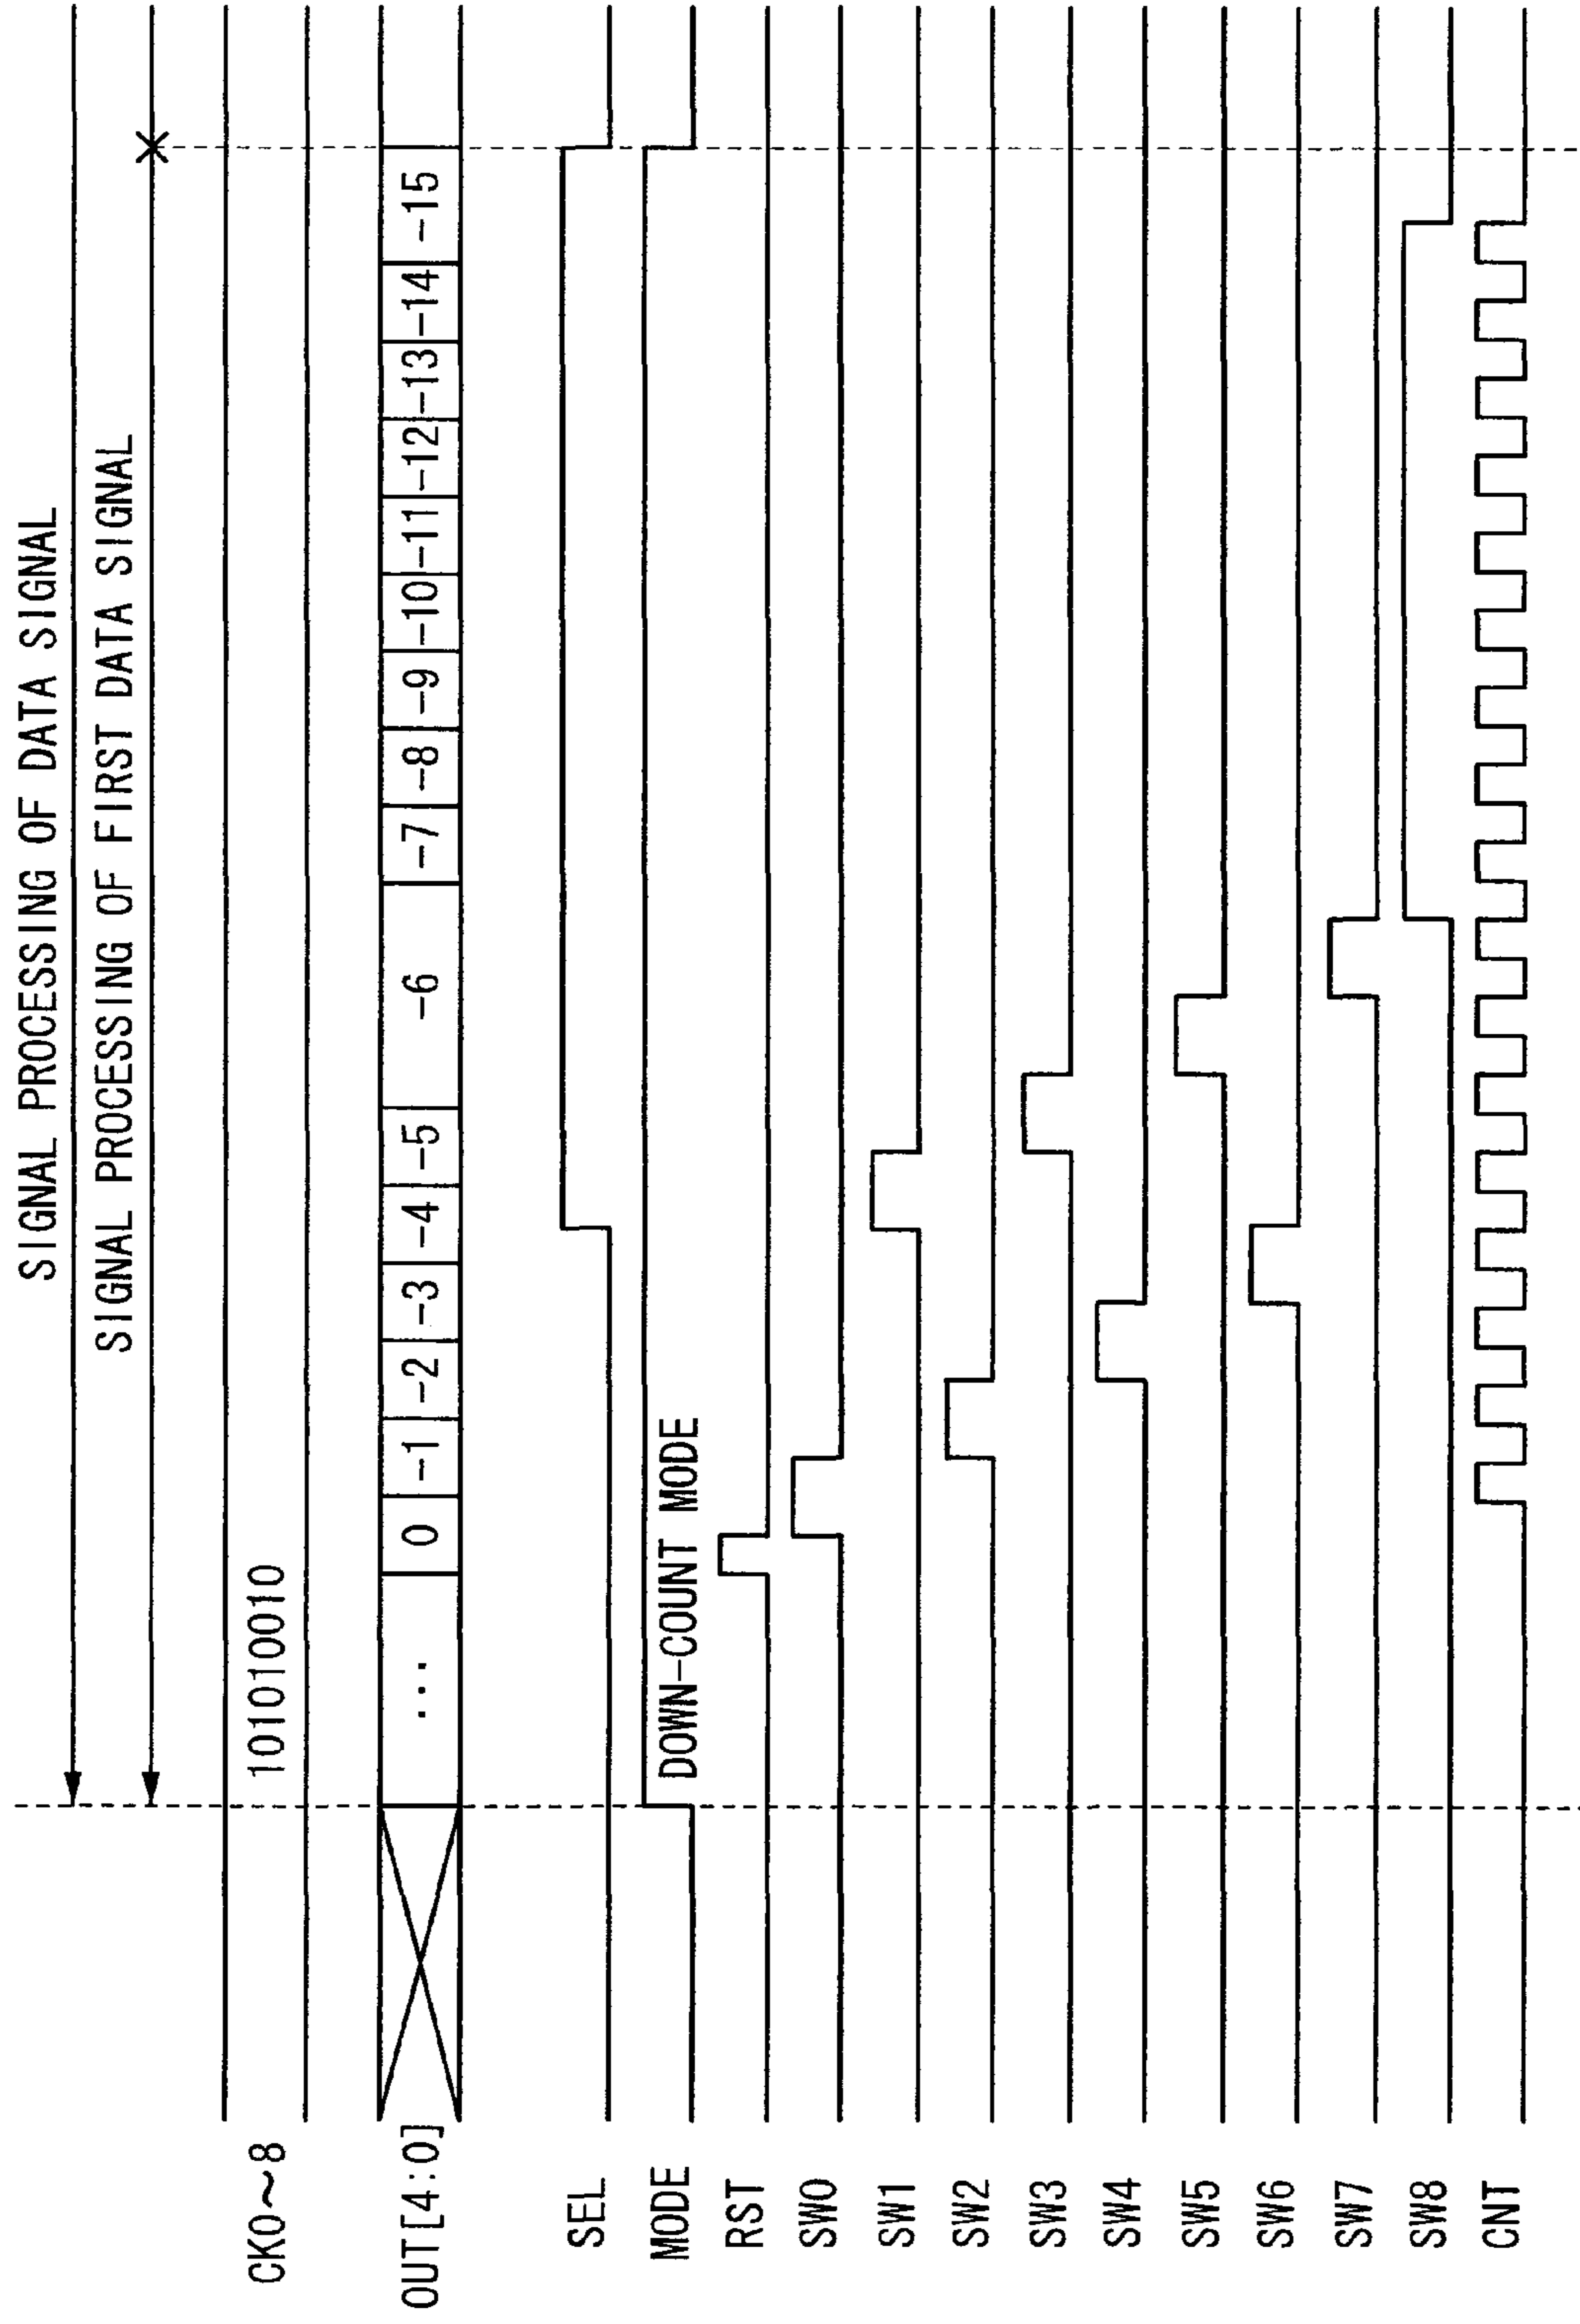 SIGNAL PROCESSING OF DATA SIGNAL
SIGNAL PROCESSING OF FIRST DATA SIGNAL
CK0~8 101010010
OUT[4:0] ... 0 -1 -2 -3 -4 -5 -6 -7 -8 -9 -10 -11 -12 -13 -14 -15
SEL
MODE DOWN-COUNT MODE
RST
SW0
SW1
SW2
SW3
SW4
SW5
SW6
SW7
SW8
CNT